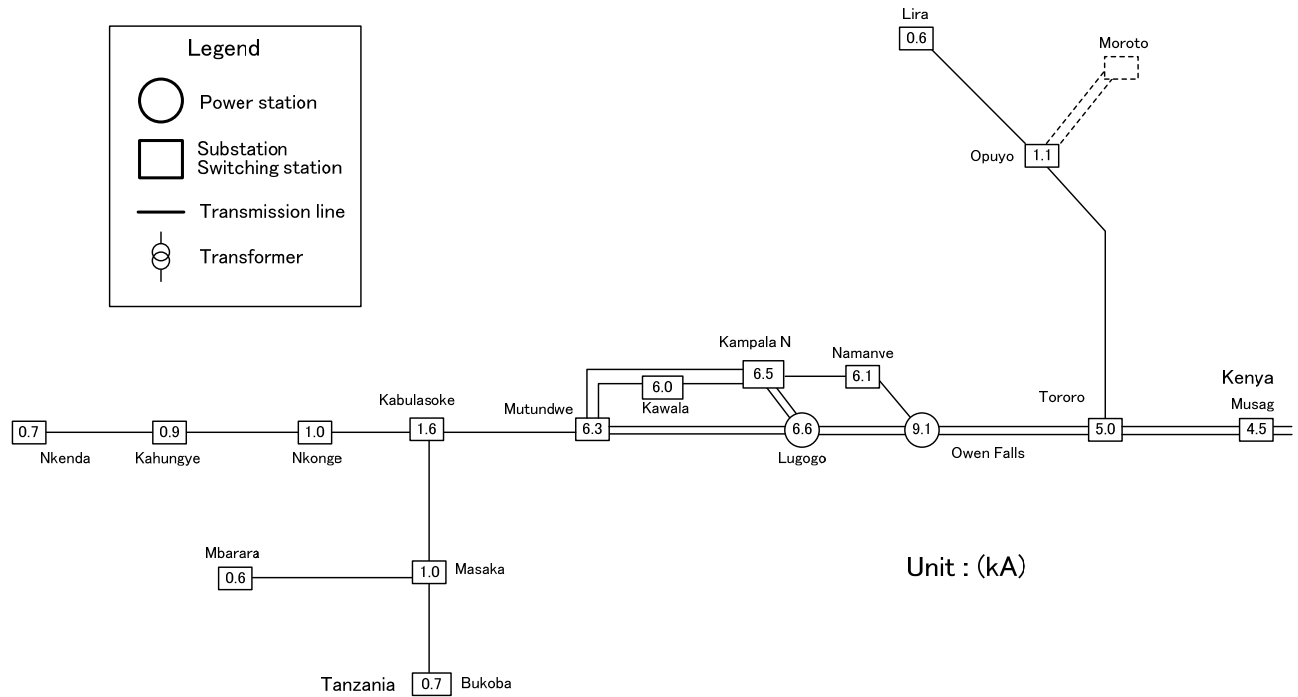 Lira
0.6
Moroto
Legend
Power station
Substation
Switching station
Transmission line
Transformer
Opuyo
1.1
Kampala N
6.5
Namanve
6.1
Kenya
Kawala
6.0
Kabulasoke
1.6
Mutundwe
6.3
Lugogo
6.6
9.1
Owen Falls
Tororo
5.0
Musag
4.5
0.7
Nkenda
0.9
Kahungye
1.0
Nkonge
Mbarara
0.6
1.0
Masaka
Unit : (kA)
Tanzania
0.7
Bukoba